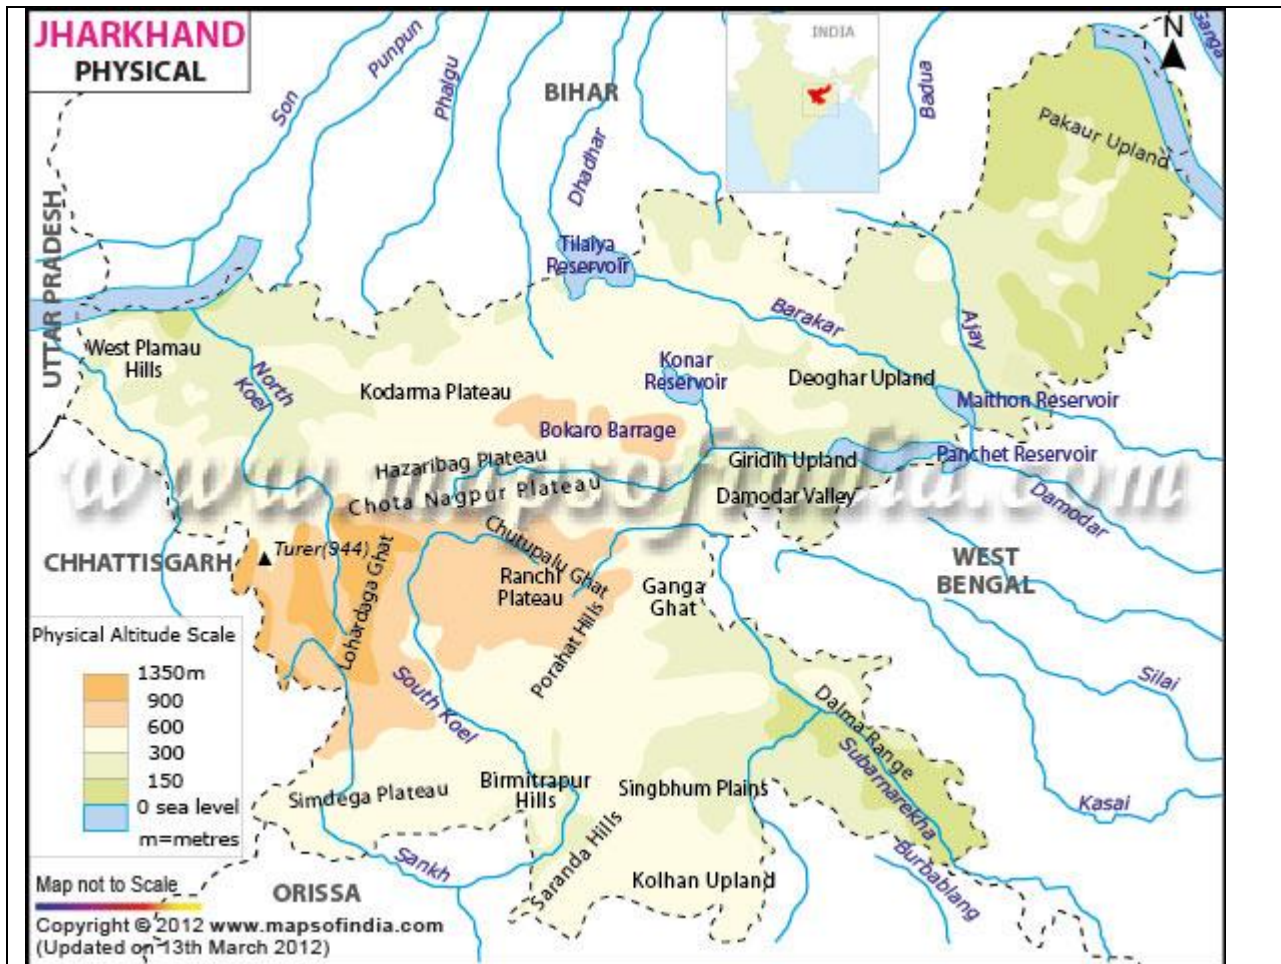 JHARKHAND
PHYSICAL
INDIA
N
Ganga
Son
Punpun
Phalgu
BIHAR
Dhadhar
Badua
Pakaur Upland
UTTAR PRADESH
Tilaiya
Reservoir
Barakar
Ajay
West Plamau
Hills
North
Koel
Kodarma Plateau
Konar
Reservoir
Deoghar Upland
Maithon Reservoir
Bokaro Barrage
Hazaribag Plateau
Giridih Upland
Panchet Reservoir
Chota Nagpur Plateau
Damodar Valley
Damodar
www.mapsofindia.com
CHHATTISGARH
Turer(944)
Lohardaga Ghat
Chutupalu Ghat
Ranchi
Plateau
Ganga
Ghat
WEST
BENGAL
Porahat Hills
South Koel
Silai
Dalma Range
Subarnarekha
Kasai
Simdega Plateau
Birmitrapur
Hills
Singbhum Plains
Saranda Hills
Sankh
Kolhan Upland
Burbablang
ORISSA
Physical Altitude Scale
1350m
900
600
300
150
0 sea level
m=metres
Map not to Scale
Copyright © 2012 www.mapsofindia.com
(Updated on 13th March 2012)